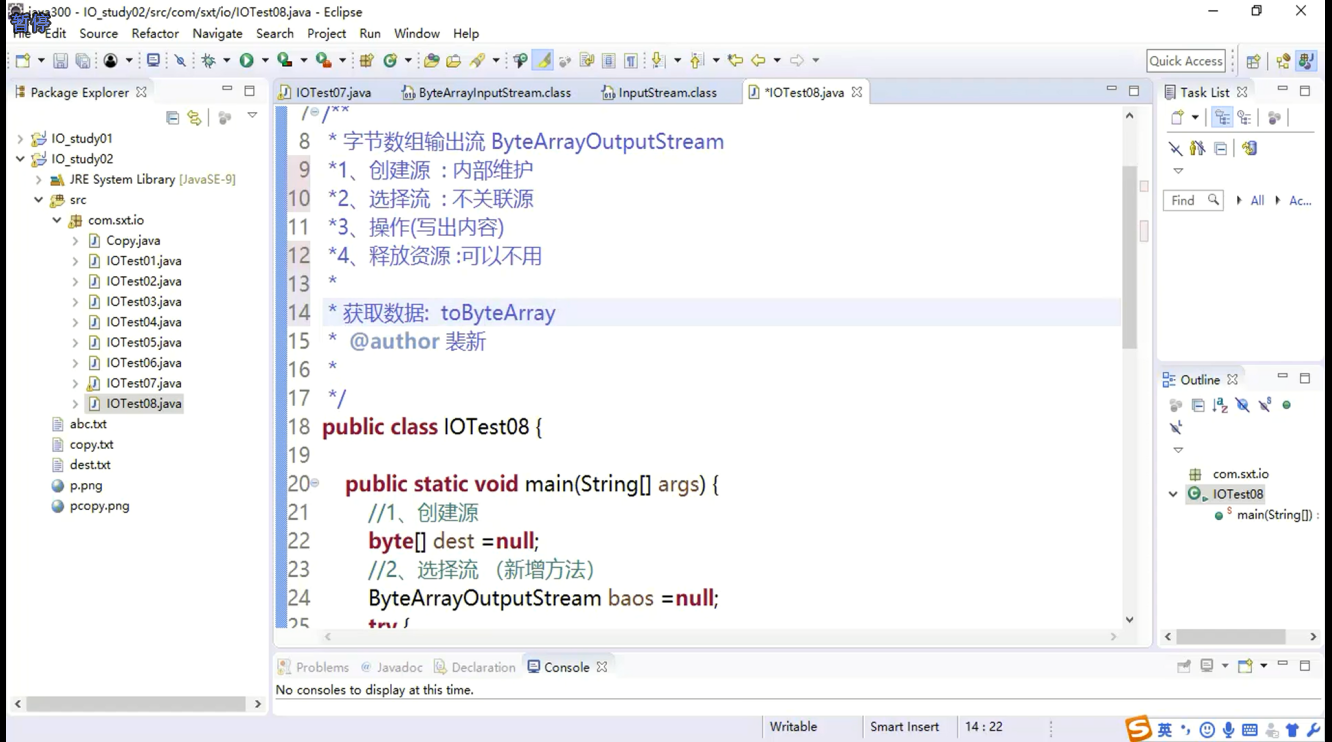 java300 - IO_study02/src/com/sxt/io/IOTest08.java - Eclipse
暂停
File Edit Source Refactor Navigate Search Project Run Window Help
Quick Access
Package Explorer
IO_study01
IO_study02
JRE System Library [JavaSE-9]
src
com.sxt.io
Copy.java
IOTest01.java
IOTest02.java
IOTest03.java
IOTest04.java
IOTest05.java
IOTest06.java
IOTest07.java
IOTest08.java
abc.txt
copy.txt
dest.txt
p.png
pcopy.png
IOTest07.java ByteArrayInputStream.class InputStream.class *IOTest08.java
7 /**
8 * 字节数组输出流 ByteArrayOutputStream
9 *1、创建源 : 内部维护
10 *2、选择流 : 不关联源
11 *3、操作(写出内容)
12 *4、释放资源 :可以不用
13 *
14 * 获取数据: toByteArray
15 * @author 裴新
16 *
17 */
18 public class IOTest08 {
19
20 public static void main(String[] args) {
21 //1、创建源
22 byte[] dest =null;
23 //2、选择流 （新增方法）
24 ByteArrayOutputStream baos =null;
25 try {
Problems @ Javadoc Declaration Console
No consoles to display at this time.
Task List
Find All Ac...
Outline
com.sxt.io
IOTest08
main(String[]) :
Writable Smart Insert 14 : 22
英